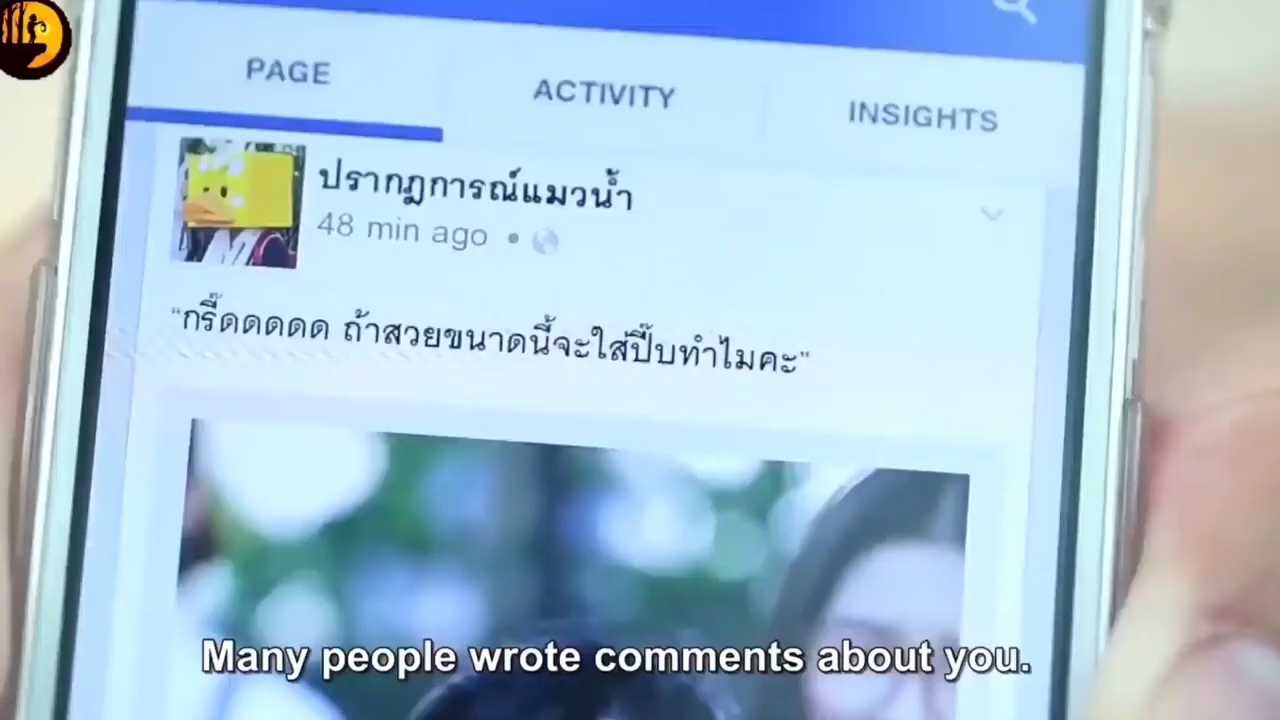 PAGE ACTIVITY INSIGHTS
ปรากฏการณ์แมวน้ำ
48 min ago •
"กรี๊ดดดดด ถ้าสวยขนาดนี้จะใส่ปี๊บทำไมคะ"
Many people wrote comments about you.